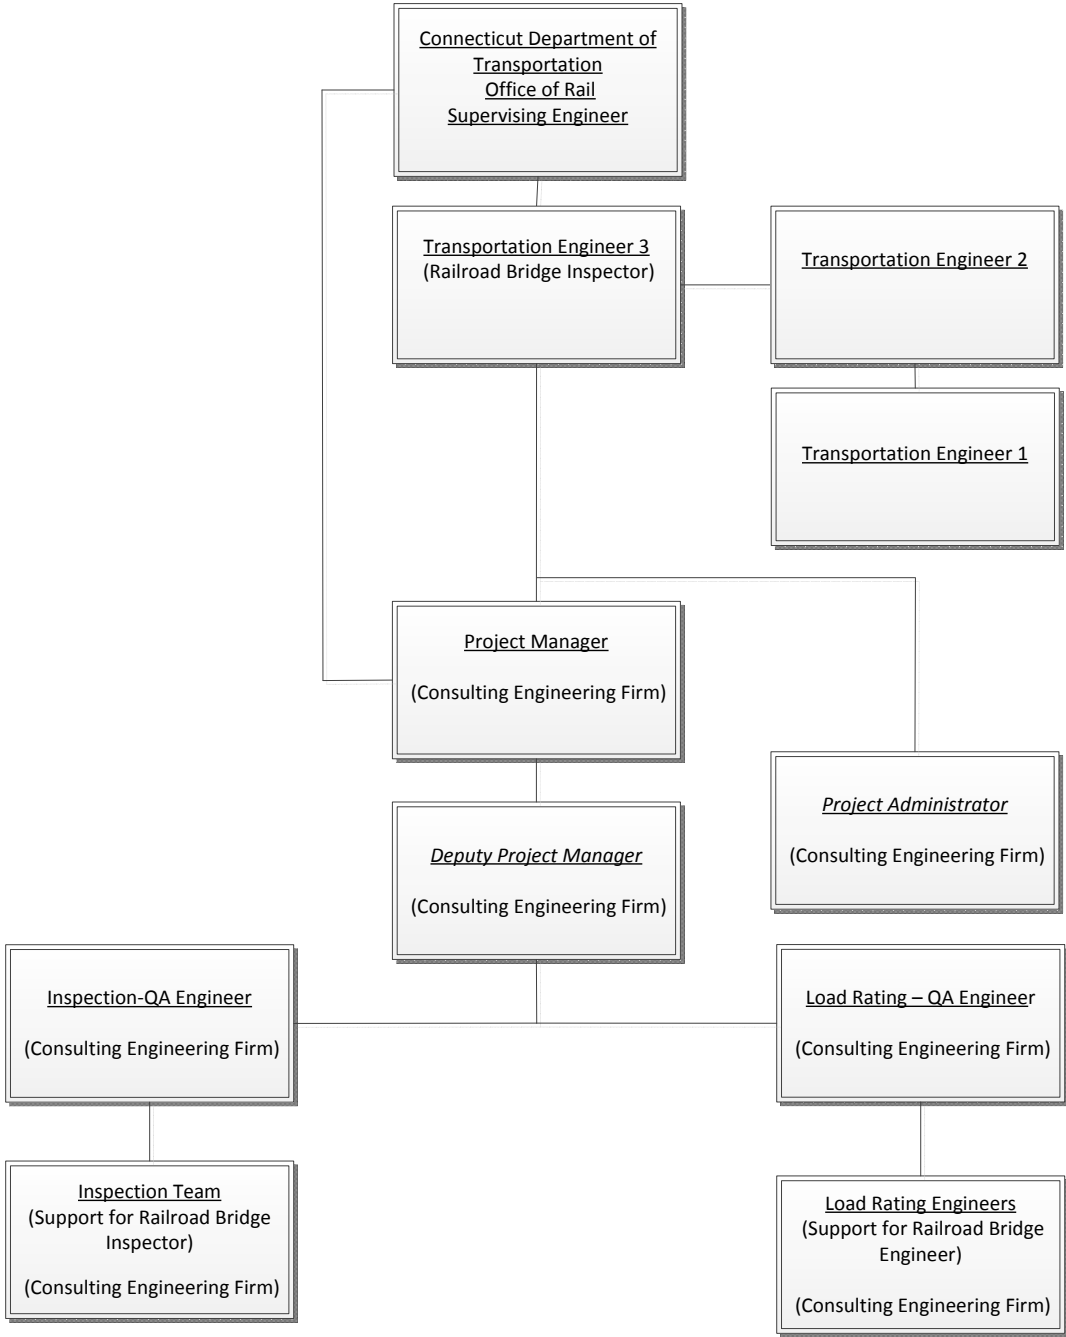 Connecticut Department of
Transportation
Office of Rail
Supervising Engineer
Transportation Engineer 3
(Railroad Bridge Inspector)
Transportation Engineer 2
Transportation Engineer 1
Project Manager
(Consulting Engineering Firm)
Project Administrator
(Consulting Engineering Firm)
Deputy Project Manager
(Consulting Engineering Firm)
Inspection-QA Engineer
(Consulting Engineering Firm)
Load Rating – QA Engineer
(Consulting Engineering Firm)
Inspection Team
(Support for Railroad Bridge
Inspector)
(Consulting Engineering Firm)
Load Rating Engineers
(Support for Railroad Bridge
Engineer)
(Consulting Engineering Firm)